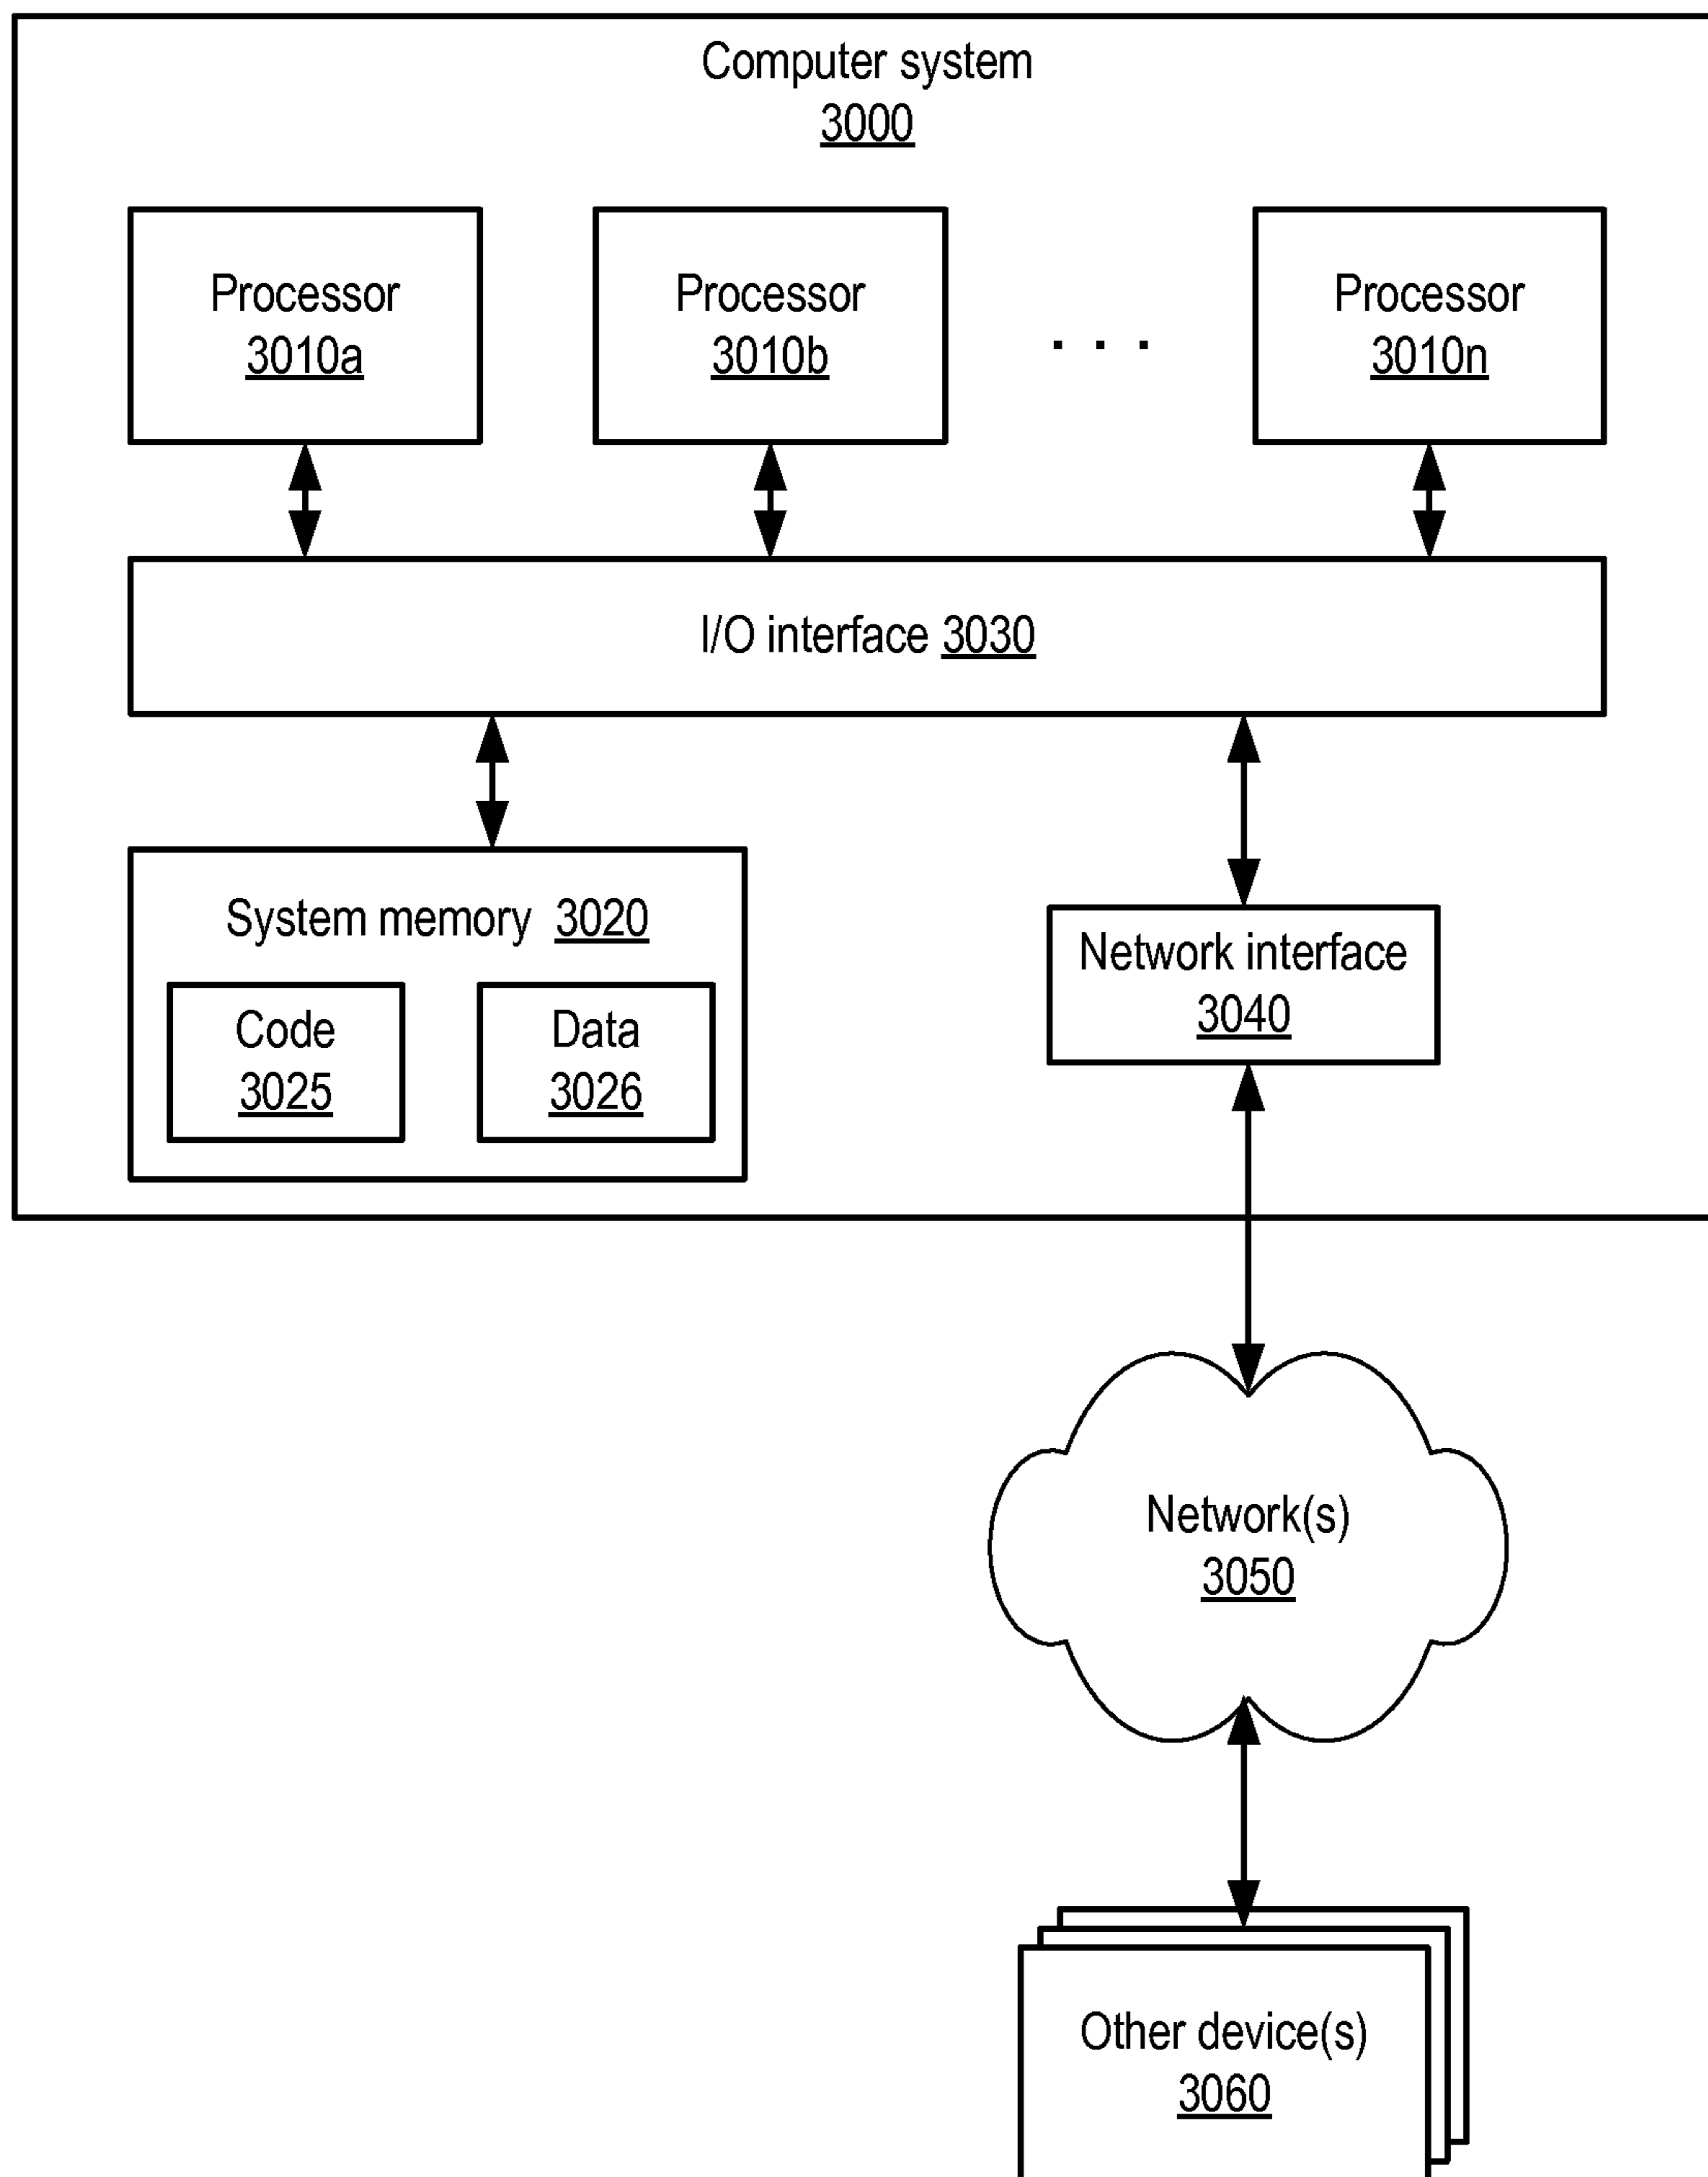 Computer system
3000
Processor
3010a
Processor
3010b
. . .
Processor
3010n
I/O interface 3030
System memory 3020
Code
3025
Data
3026
Network interface
3040
Network(s)
3050
Other device(s)
3060